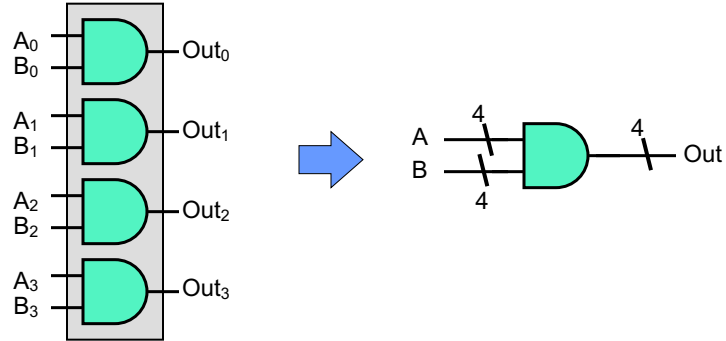 A₀
B₀
Out₀
A₁
B₁
Out₁
A₂
B₂
Out₂
A₃
B₃
Out₃
4
4
A
B
Out
4